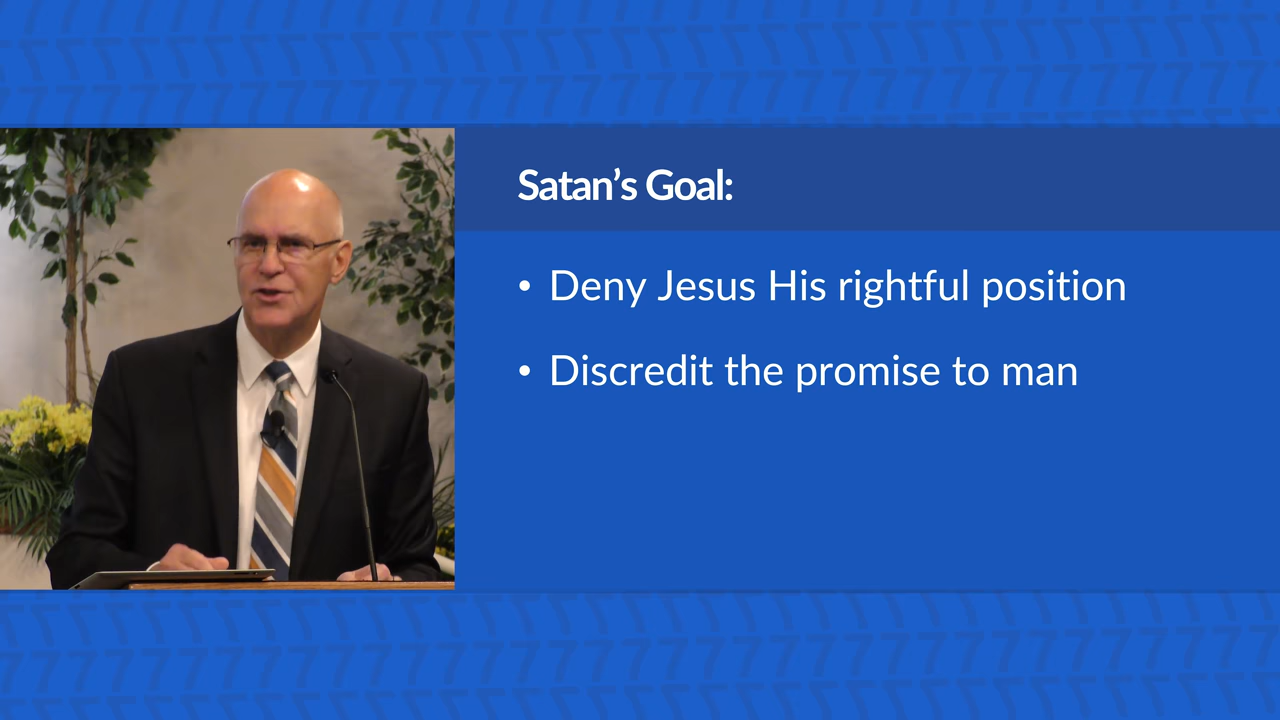 Satan's Goal:
• Deny Jesus His rightful position
• Discredit the promise to man